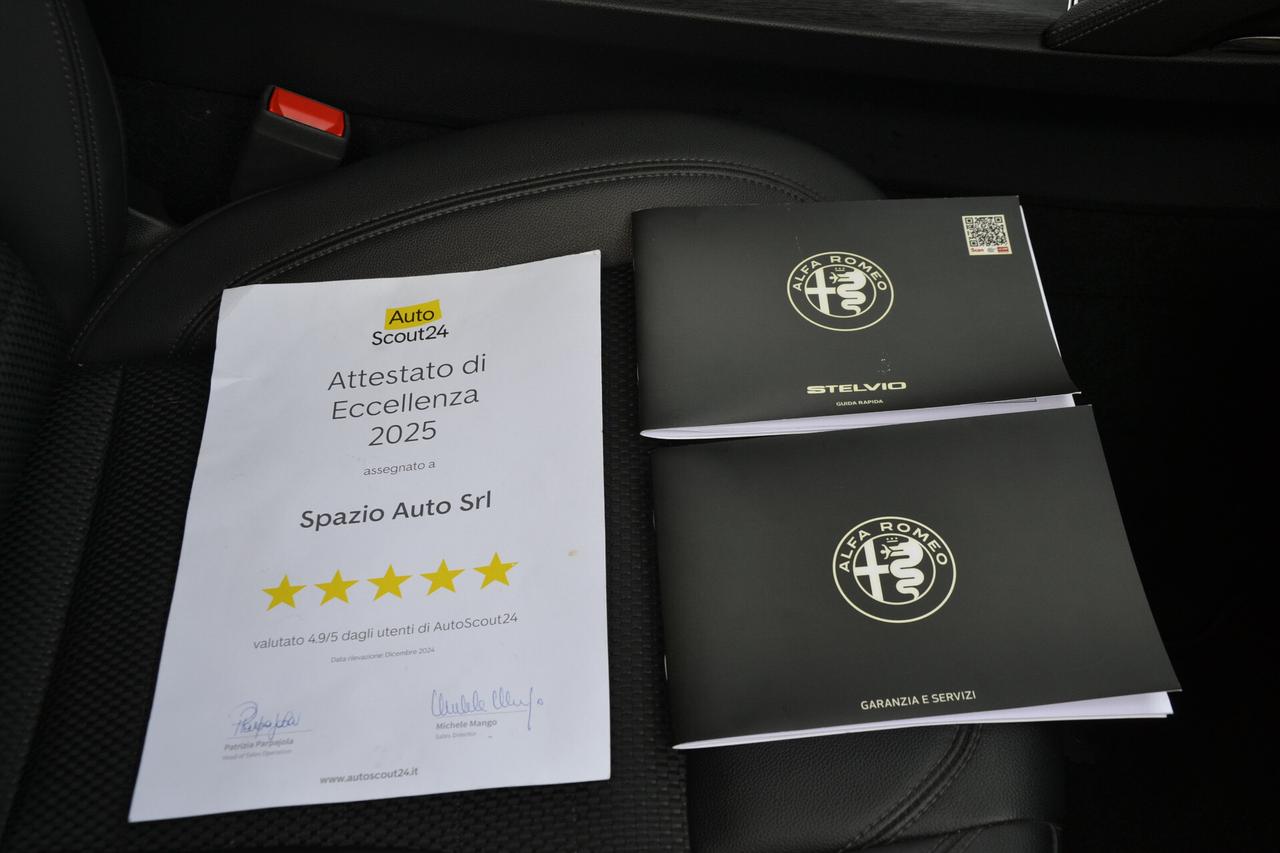 Auto
Scout24
Attestato di
Eccellenza
2025
assegnato a
Spazio Auto Srl
valutato 4.9/5 dagli utenti di AutoScout24
Data rilevazione: Dicembre 2024
Patrizia Parpajola
Head of Sales Operation
Michele Mango
Sales Director
www.autoscout24.it
ALFA ROMEO
Scan
STELVIO
GUIDA RAPIDA
ALFA ROMEO
GARANZIA E SERVIZI